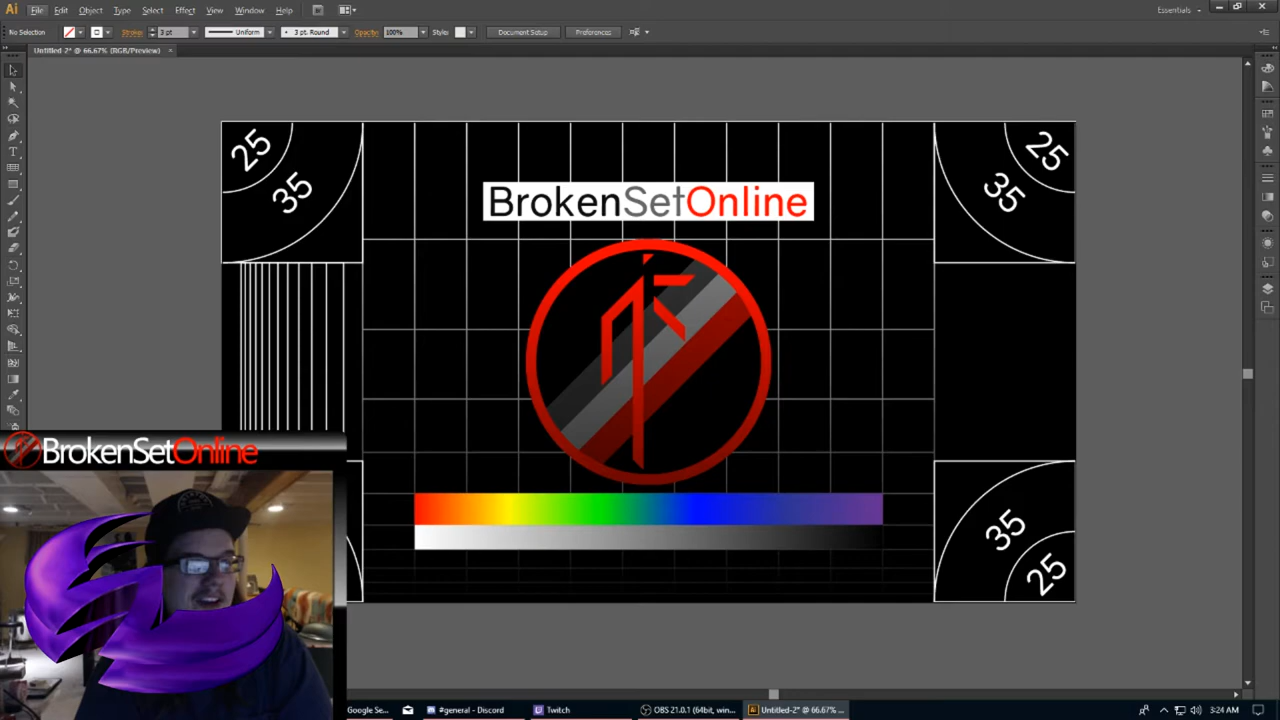 Ai File Edit Object Type Select Effect View Window Help Br Essentials
No Selection Stroke: 3 pt Uniform 3 pt. Round Opacity: 100% Style: Document Setup Preferences
Untitled-2* @ 66.67% (RGB/Preview) ×
25
35
25
35
BrokenSetOnline
BrokenSetOnline
35
25
Google Se... #general - Discord Twitch OBS 21.0.1 (64bit, win... Untitled-2* @ 66.67% ... 3:24 AM